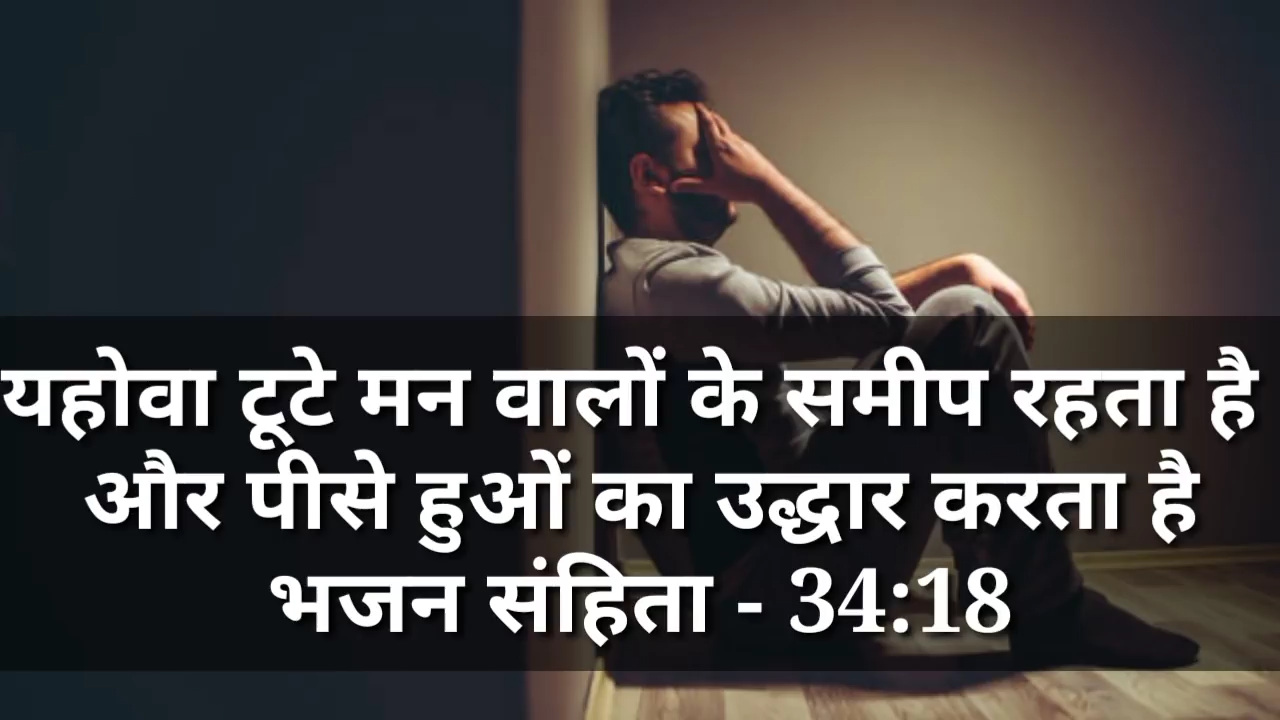 यहोवा टूटे मन वालों के समीप रहता है
और पीसे हुओं का उद्धार करता है
भजन संहिता - 34:18